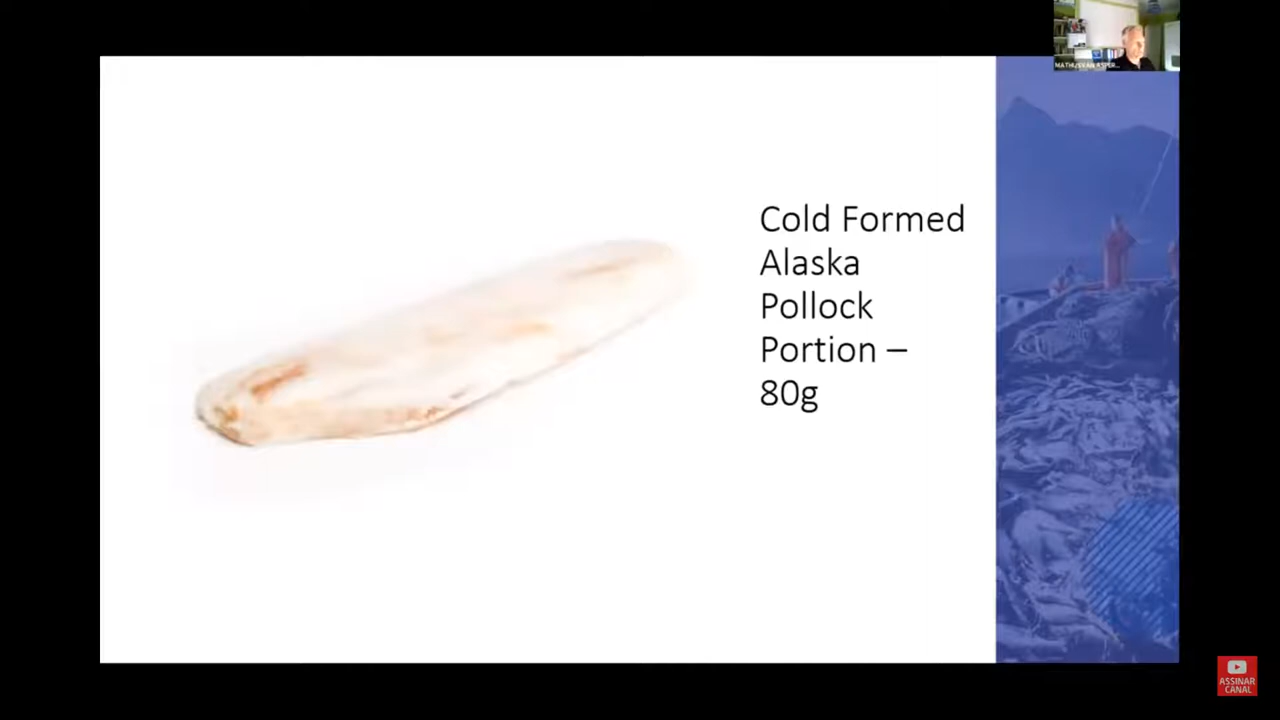 Cold Formed
Alaska
Pollock
Portion –
80g
ASSINAR
CANAL